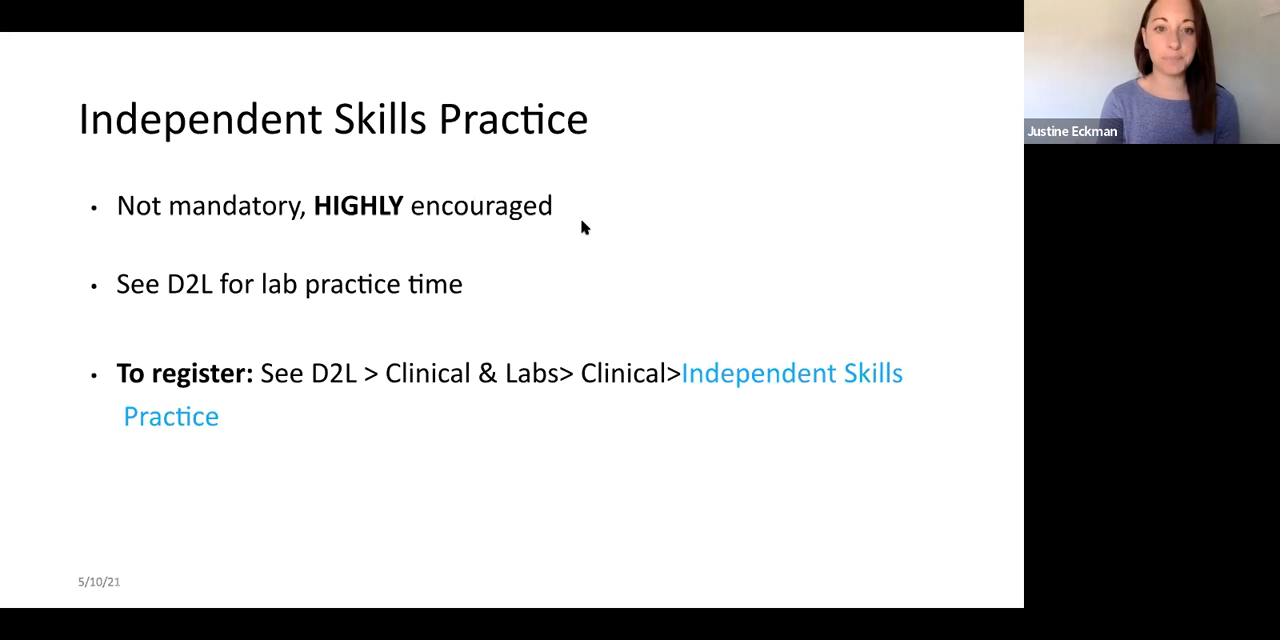 Independent Skills Practice
• Not mandatory, HIGHLY encouraged
• See D2L for lab practice time
• To register: See D2L > Clinical & Labs> Clinical>Independent Skills
Practice
5/10/21
Justine Eckman